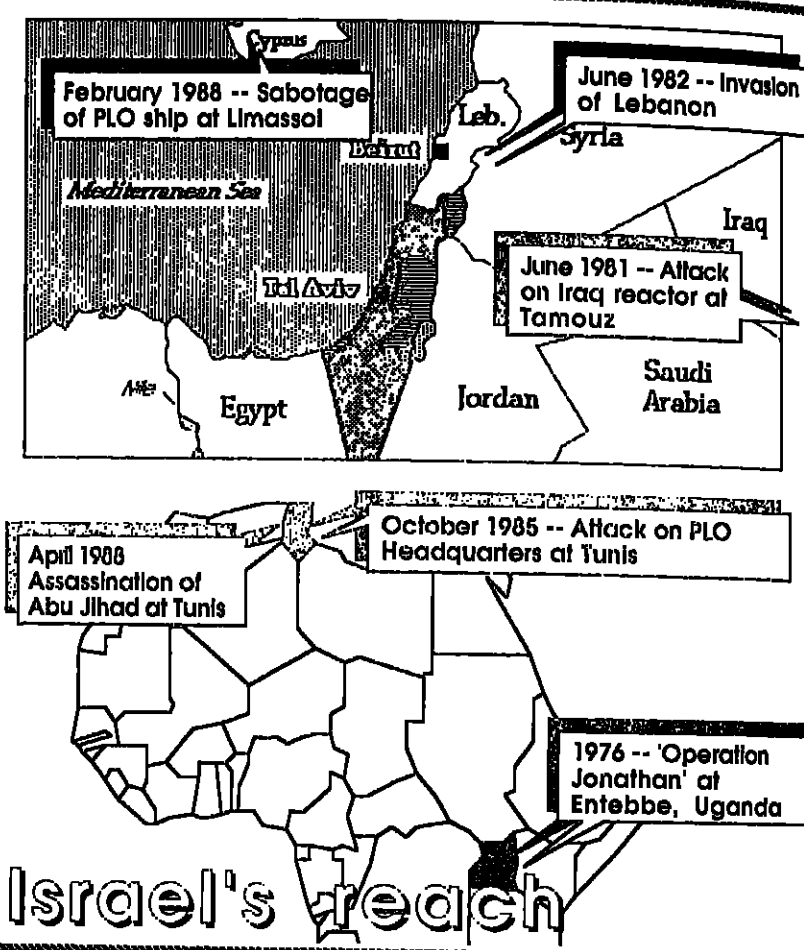 Cyprus
February 1988 -- Sabotage
of PLO ship at Limassol
June 1982 -- Invasion
of Lebanon
Leb.
Beirut
Syria
Mediterranean Sea
Iraq
June 1981 -- Attack
on Iraq reactor at
Tamouz
Tel Aviv
Nile
Egypt
Jordan
Saudi
Arabia
October 1985 -- Attack on PLO
Headquarters at Tunis
April 1988
Assassination of
Abu Jihad at Tunis
1976 -- 'Operation
Jonathan' at
Entebbe, Uganda
Israel's reach